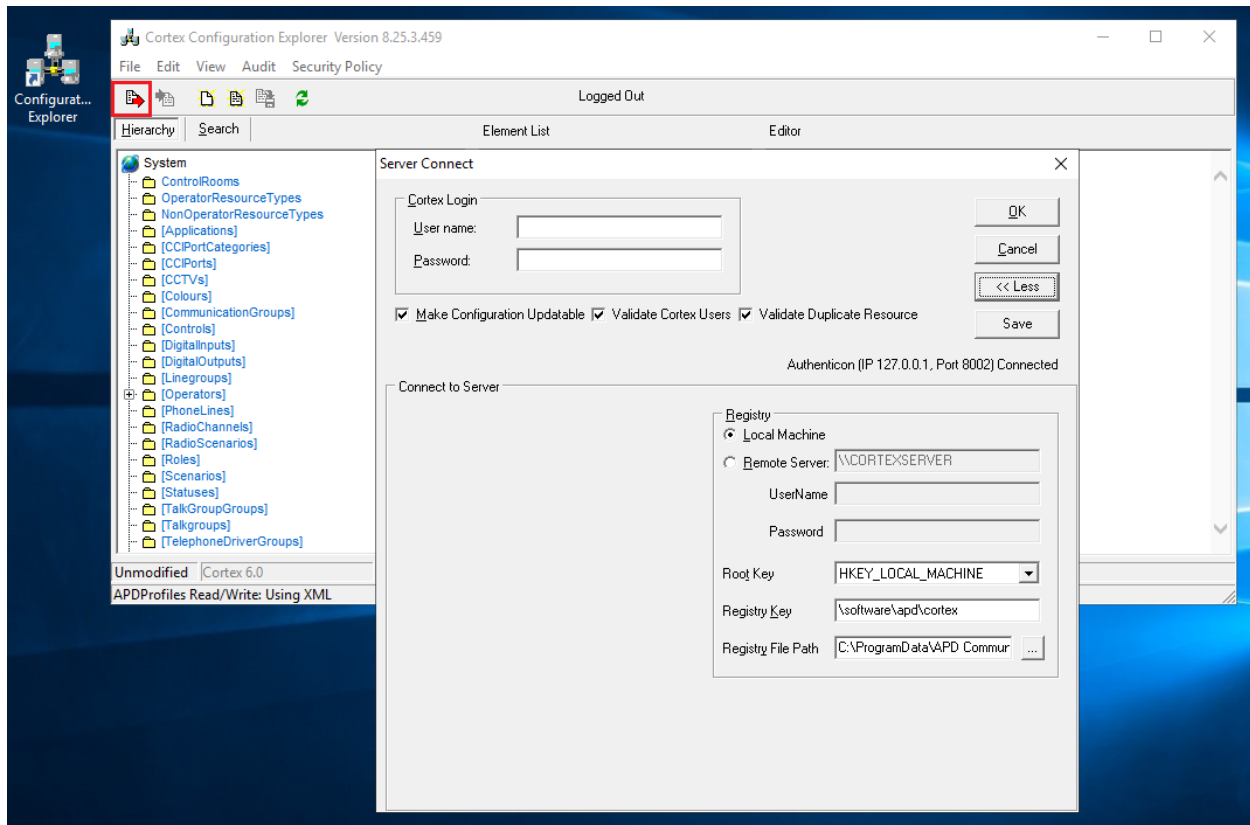 Configurat...
Explorer
Cortex Configuration Explorer Version 8.25.3.459
File Edit View Audit Security Policy
Logged Out
Hierarchy Search Element List Editor
System
ControlRooms
OperatorResourceTypes
NonOperatorResourceTypes
[Applications]
[CCIPortCategories]
[CCIPorts]
[CCTVs]
[Colours]
[CommunicationGroups]
[Controls]
[DigitalInputs]
[DigitalOutputs]
[Linegroups]
[Operators]
[PhoneLines]
[RadioChannels]
[RadioScenarios]
[Roles]
[Scenarios]
[Statuses]
[TalkGroupGroups]
[Talkgroups]
[TelephoneDriverGroups]
Unmodified Cortex 6.0
APDProfiles Read/Write: Using XML
Server Connect
Cortex Login
User name:
Password:
OK
Cancel
<< Less
Save
Make Configuration Updatable Validate Cortex Users Validate Duplicate Resource
Authenticon (IP 127.0.0.1, Port 8002) Connected
Connect to Server
Registry
Local Machine
Remote Server: \\CORTEXSERVER
UserName
Password
Root Key HKEY_LOCAL_MACHINE
Registry Key \software\apd\cortex
Registry File Path C:\ProgramData\APD Commur ...